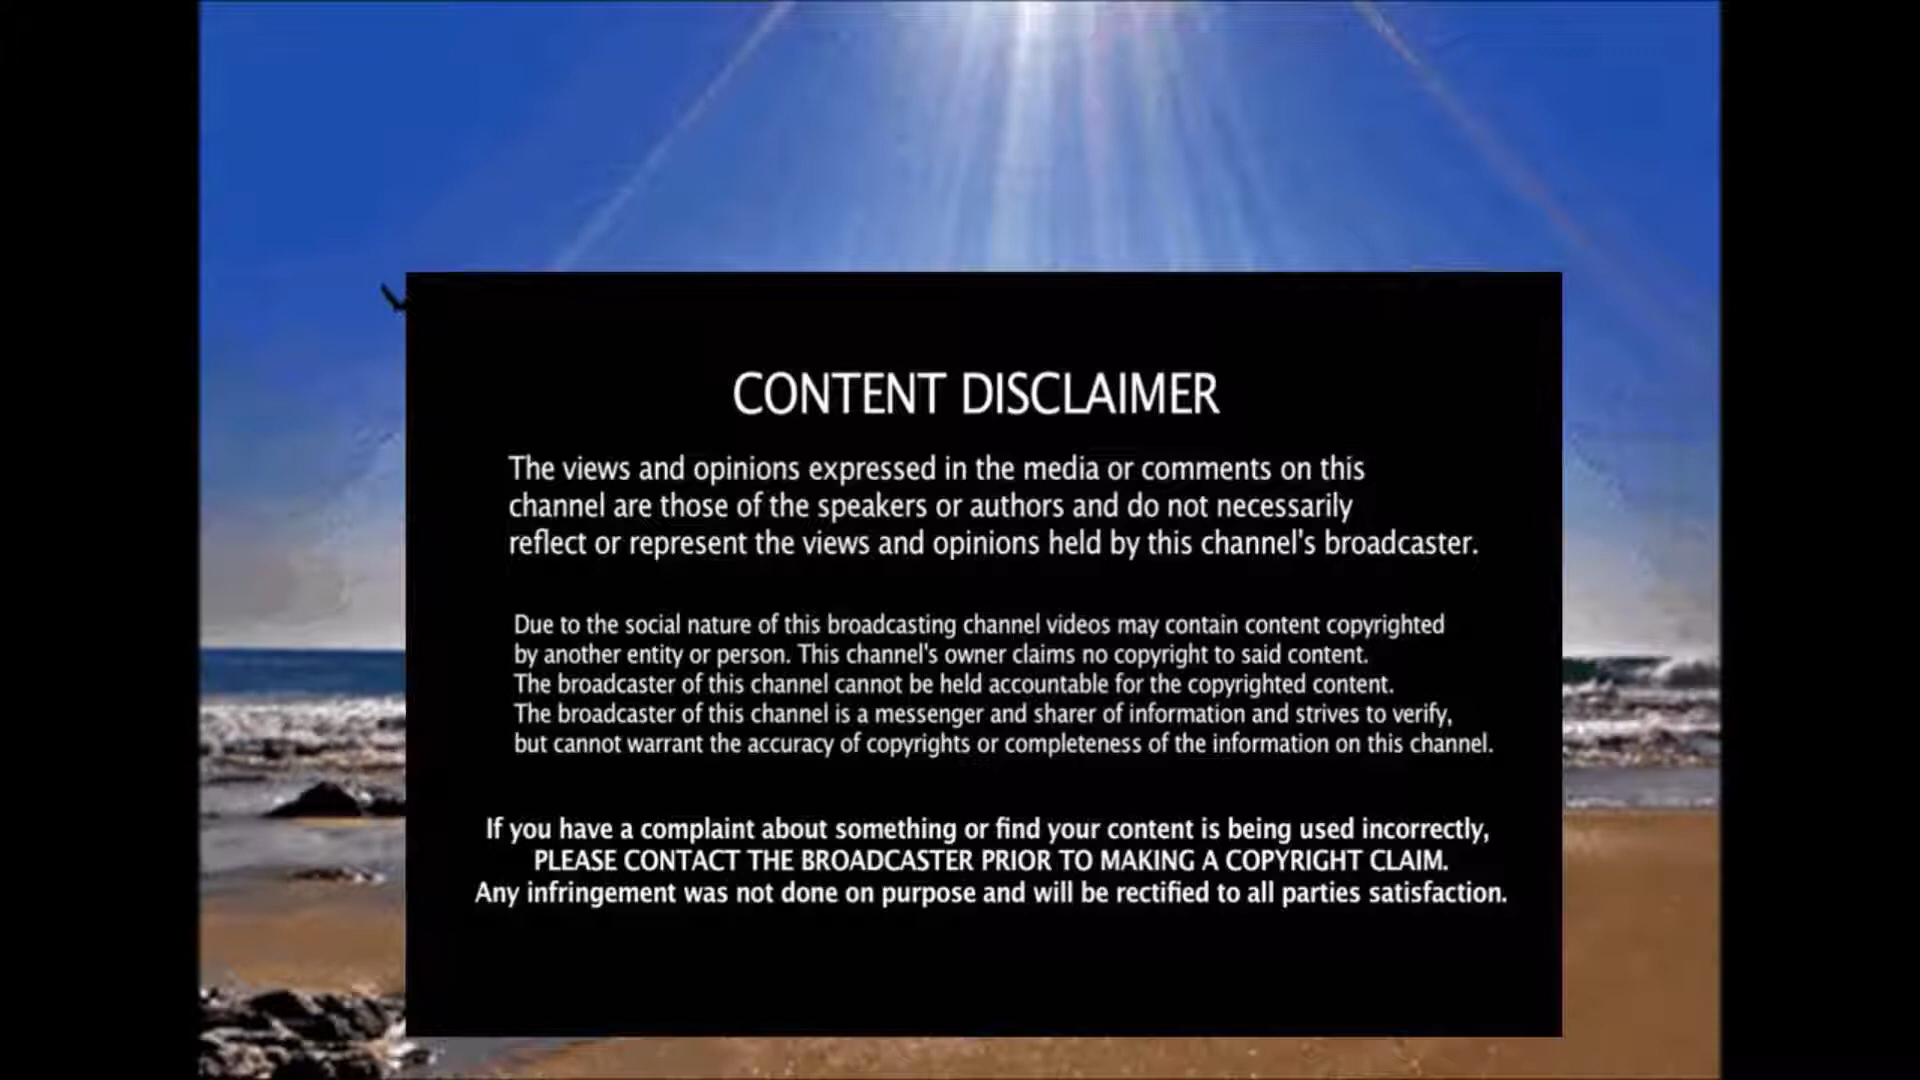 CONTENT DISCLAIMER
The views and opinions expressed in the media or comments on this
channel are those of the speakers or authors and do not necessarily
reflect or represent the views and opinions held by this channel's broadcaster.
Due to the social nature of this broadcasting channel videos may contain content copyrighted
by another entity or person. This channel's owner claims no copyright to said content.
The broadcaster of this channel cannot be held accountable for the copyrighted content.
The broadcaster of this channel is a messenger and sharer of information and strives to verify,
but cannot warrant the accuracy of copyrights or completeness of the information on this channel.
If you have a complaint about something or find your content is being used incorrectly,
PLEASE CONTACT THE BROADCASTER PRIOR TO MAKING A COPYRIGHT CLAIM.
Any infringement was not done on purpose and will be rectified to all parties satisfaction.